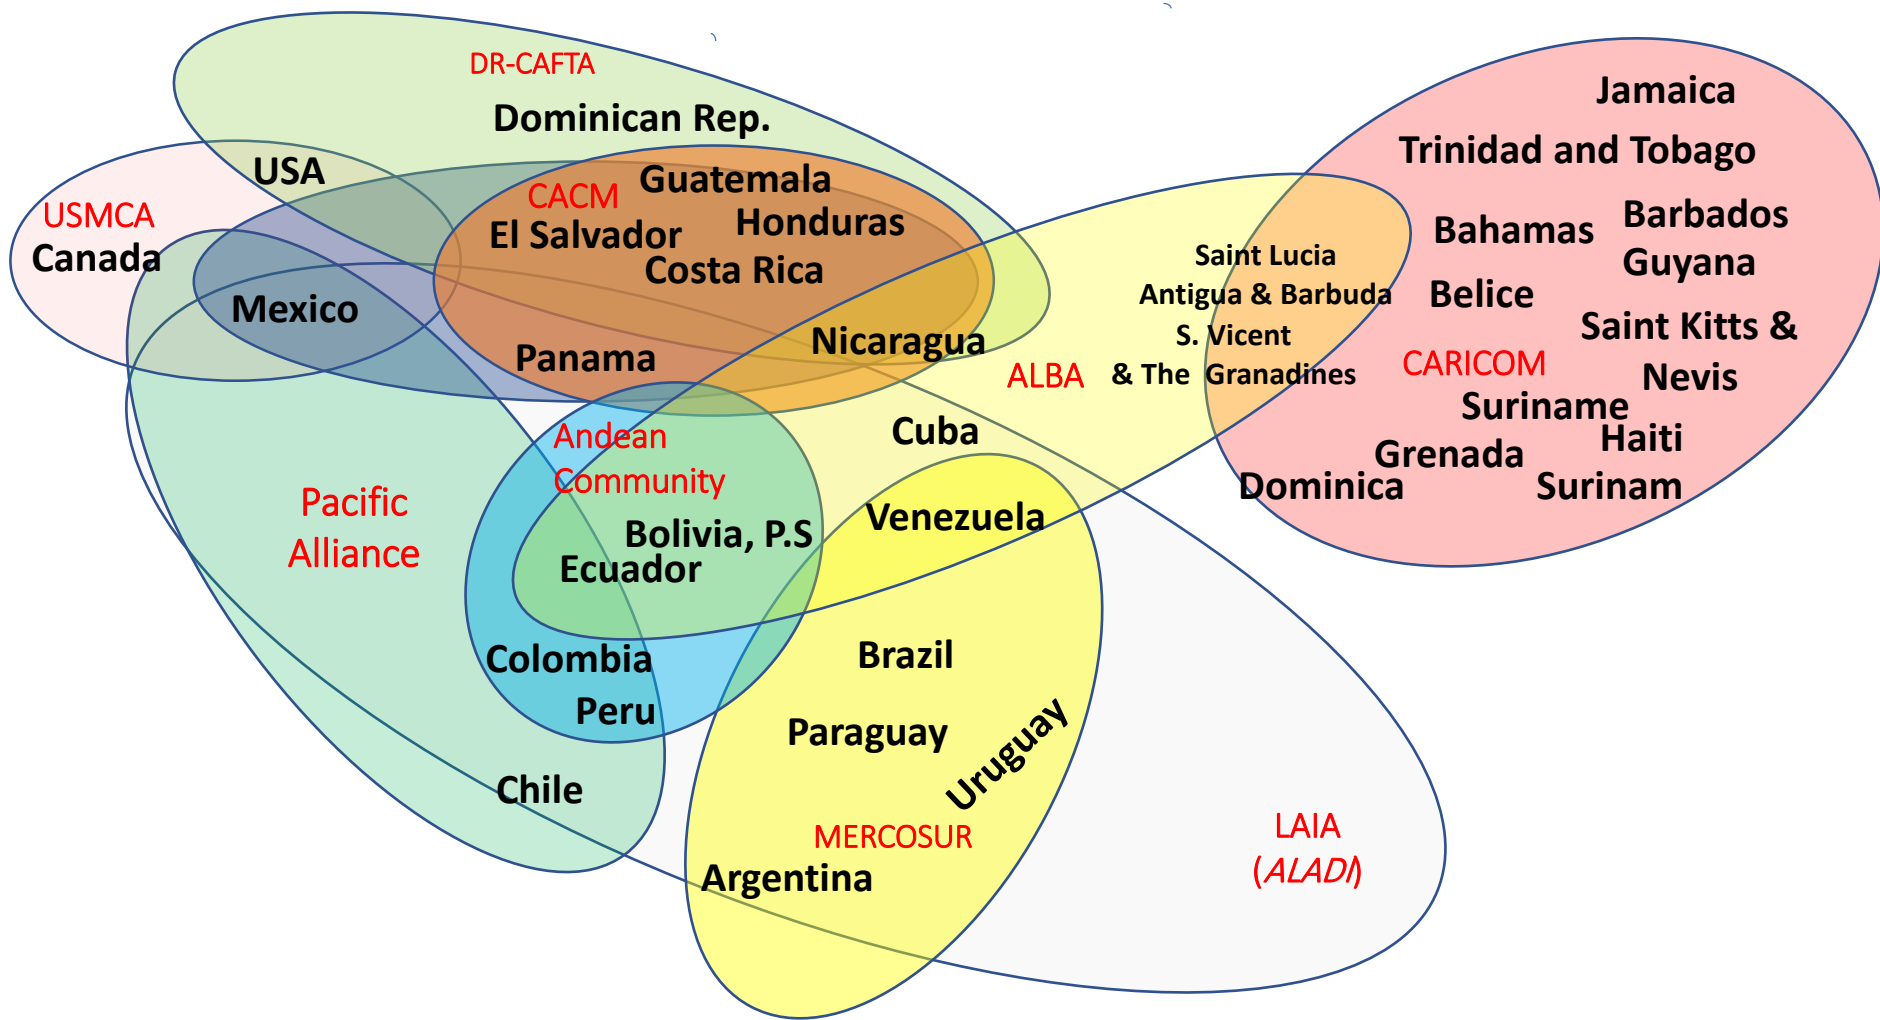 DR-CAFTA
Dominican Rep.
USA
USMCA
Canada
Mexico
CACM
Guatemala
El Salvador
Honduras
Costa Rica
Nicaragua
Panama
Jamaica
Trinidad and Tobago
Bahamas
Barbados
Guyana
Belice
Saint Kitts &
Nevis
CARICOM
Suriname
Haiti
Grenada
Dominica
Surinam
Saint Lucia
Antigua & Barbuda
S. Vicent
& The Granadines
ALBA
Cuba
Andean
Community
Bolivia, P.S
Ecuador
Venezuela
Pacific
Alliance
Colombia
Peru
Chile
Brazil
Paraguay
Uruguay
MERCOSUR
Argentina
LAIA
(ALADI)